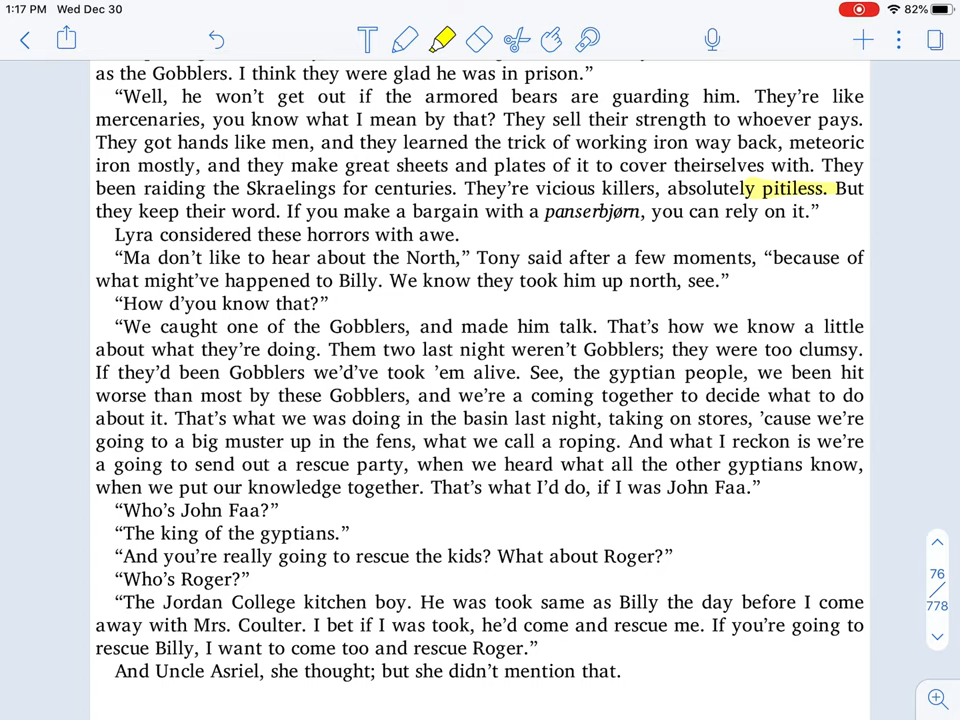 1:17 PM Wed Dec 30
82%
as the Gobblers. I think they were glad he was in prison.”
“Well, he won’t get out if the armored bears are guarding him. They’re like
mercenaries, you know what I mean by that? They sell their strength to whoever pays.
They got hands like men, and they learned the trick of working iron way back, meteoric
iron mostly, and they make great sheets and plates of it to cover theirselves with. They
been raiding the Skraelings for centuries. They’re vicious killers, absolutely pitiless. But
they keep their word. If you make a bargain with a panserbjørn, you can rely on it.”
Lyra considered these horrors with awe.
“Ma don’t like to hear about the North,” Tony said after a few moments, “because of
what might’ve happened to Billy. We know they took him up north, see.”
“How d’you know that?”
“We caught one of the Gobblers, and made him talk. That’s how we know a little
about what they’re doing. Them two last night weren’t Gobblers; they were too clumsy.
If they’d been Gobblers we’d’ve took ’em alive. See, the gyptian people, we been hit
worse than most by these Gobblers, and we’re a coming together to decide what to do
about it. That’s what we was doing in the basin last night, taking on stores, ’cause we’re
going to a big muster up in the fens, what we call a roping. And what I reckon is we’re
a going to send out a rescue party, when we heard what all the other gyptians know,
when we put our knowledge together. That’s what I’d do, if I was John Faa.”
“Who’s John Faa?”
“The king of the gyptians.”
“And you’re really going to rescue the kids? What about Roger?”
“Who’s Roger?”
“The Jordan College kitchen boy. He was took same as Billy the day before I come
away with Mrs. Coulter. I bet if I was took, he’d come and rescue me. If you’re going to
rescue Billy, I want to come too and rescue Roger.”
And Uncle Asriel, she thought; but she didn’t mention that.
76
778